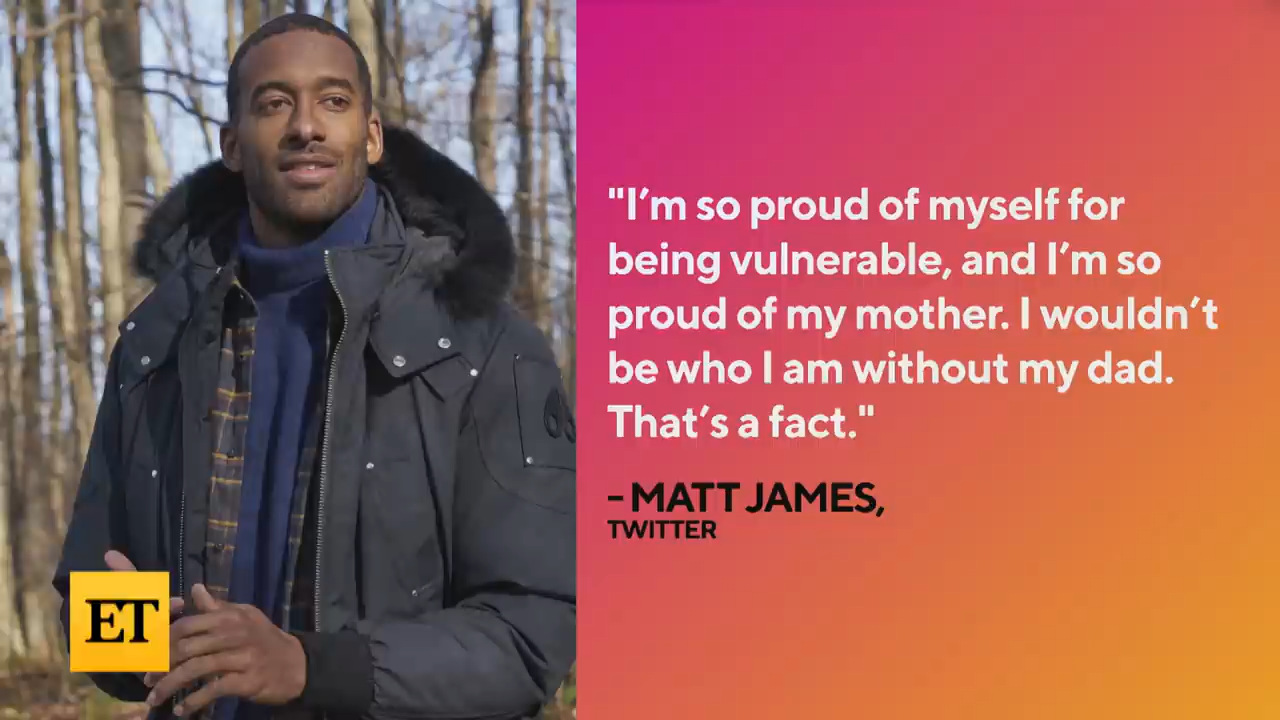 "I’m so proud of myself for
being vulnerable, and I’m so
proud of my mother. I wouldn’t
be who I am without my dad.
That’s a fact."
– MATT JAMES,
TWITTER
ET